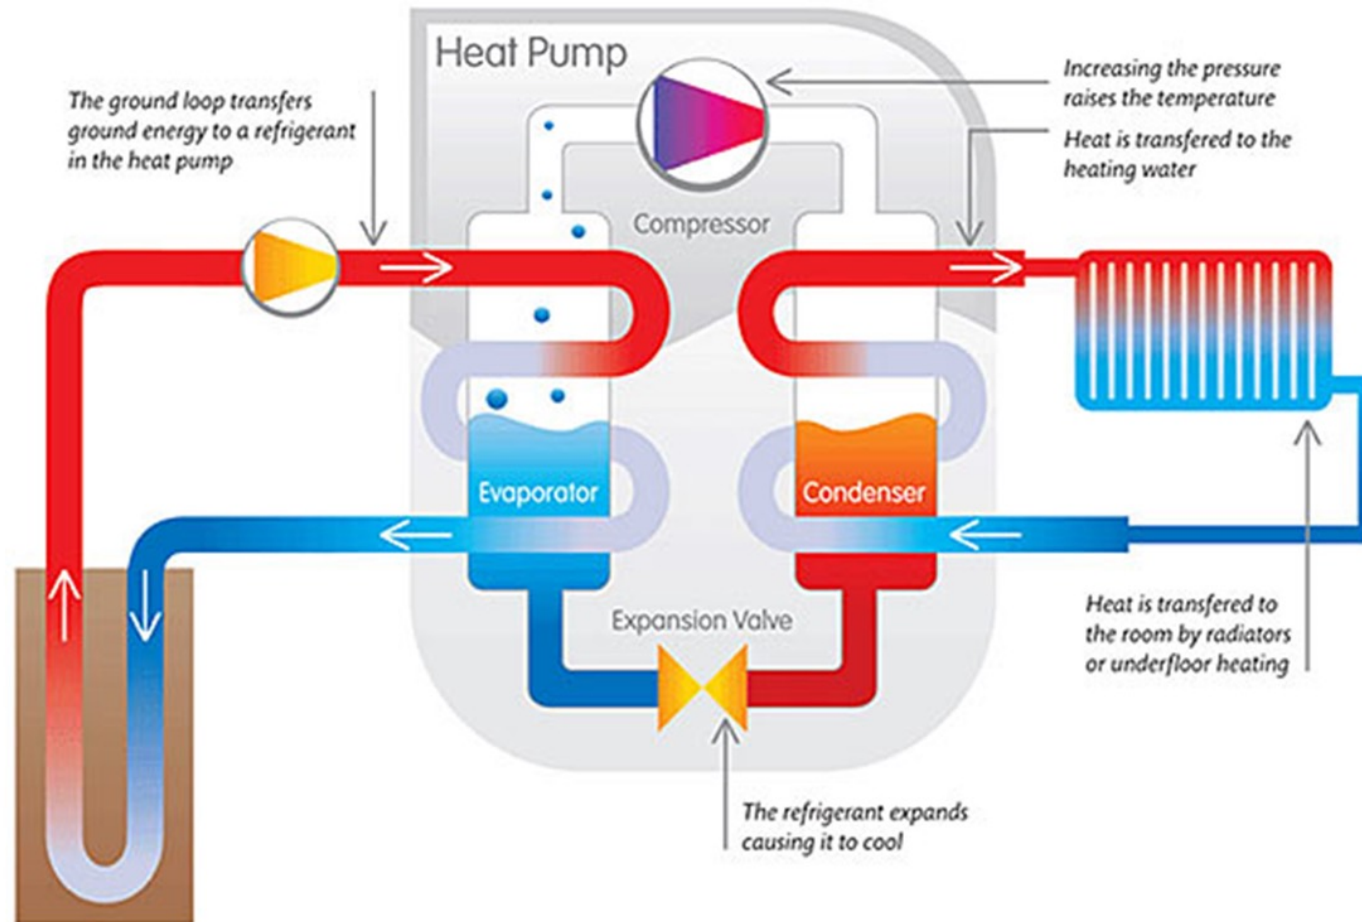 Heat Pump
The ground loop transfers
ground energy to a refrigerant
in the heat pump
Increasing the pressure
raises the temperature
Heat is transfered to the
heating water
Compressor
Evaporator
Condenser
Expansion Valve
Heat is transfered to
the room by radiators
or underfloor heating
The refrigerant expands
causing it to cool